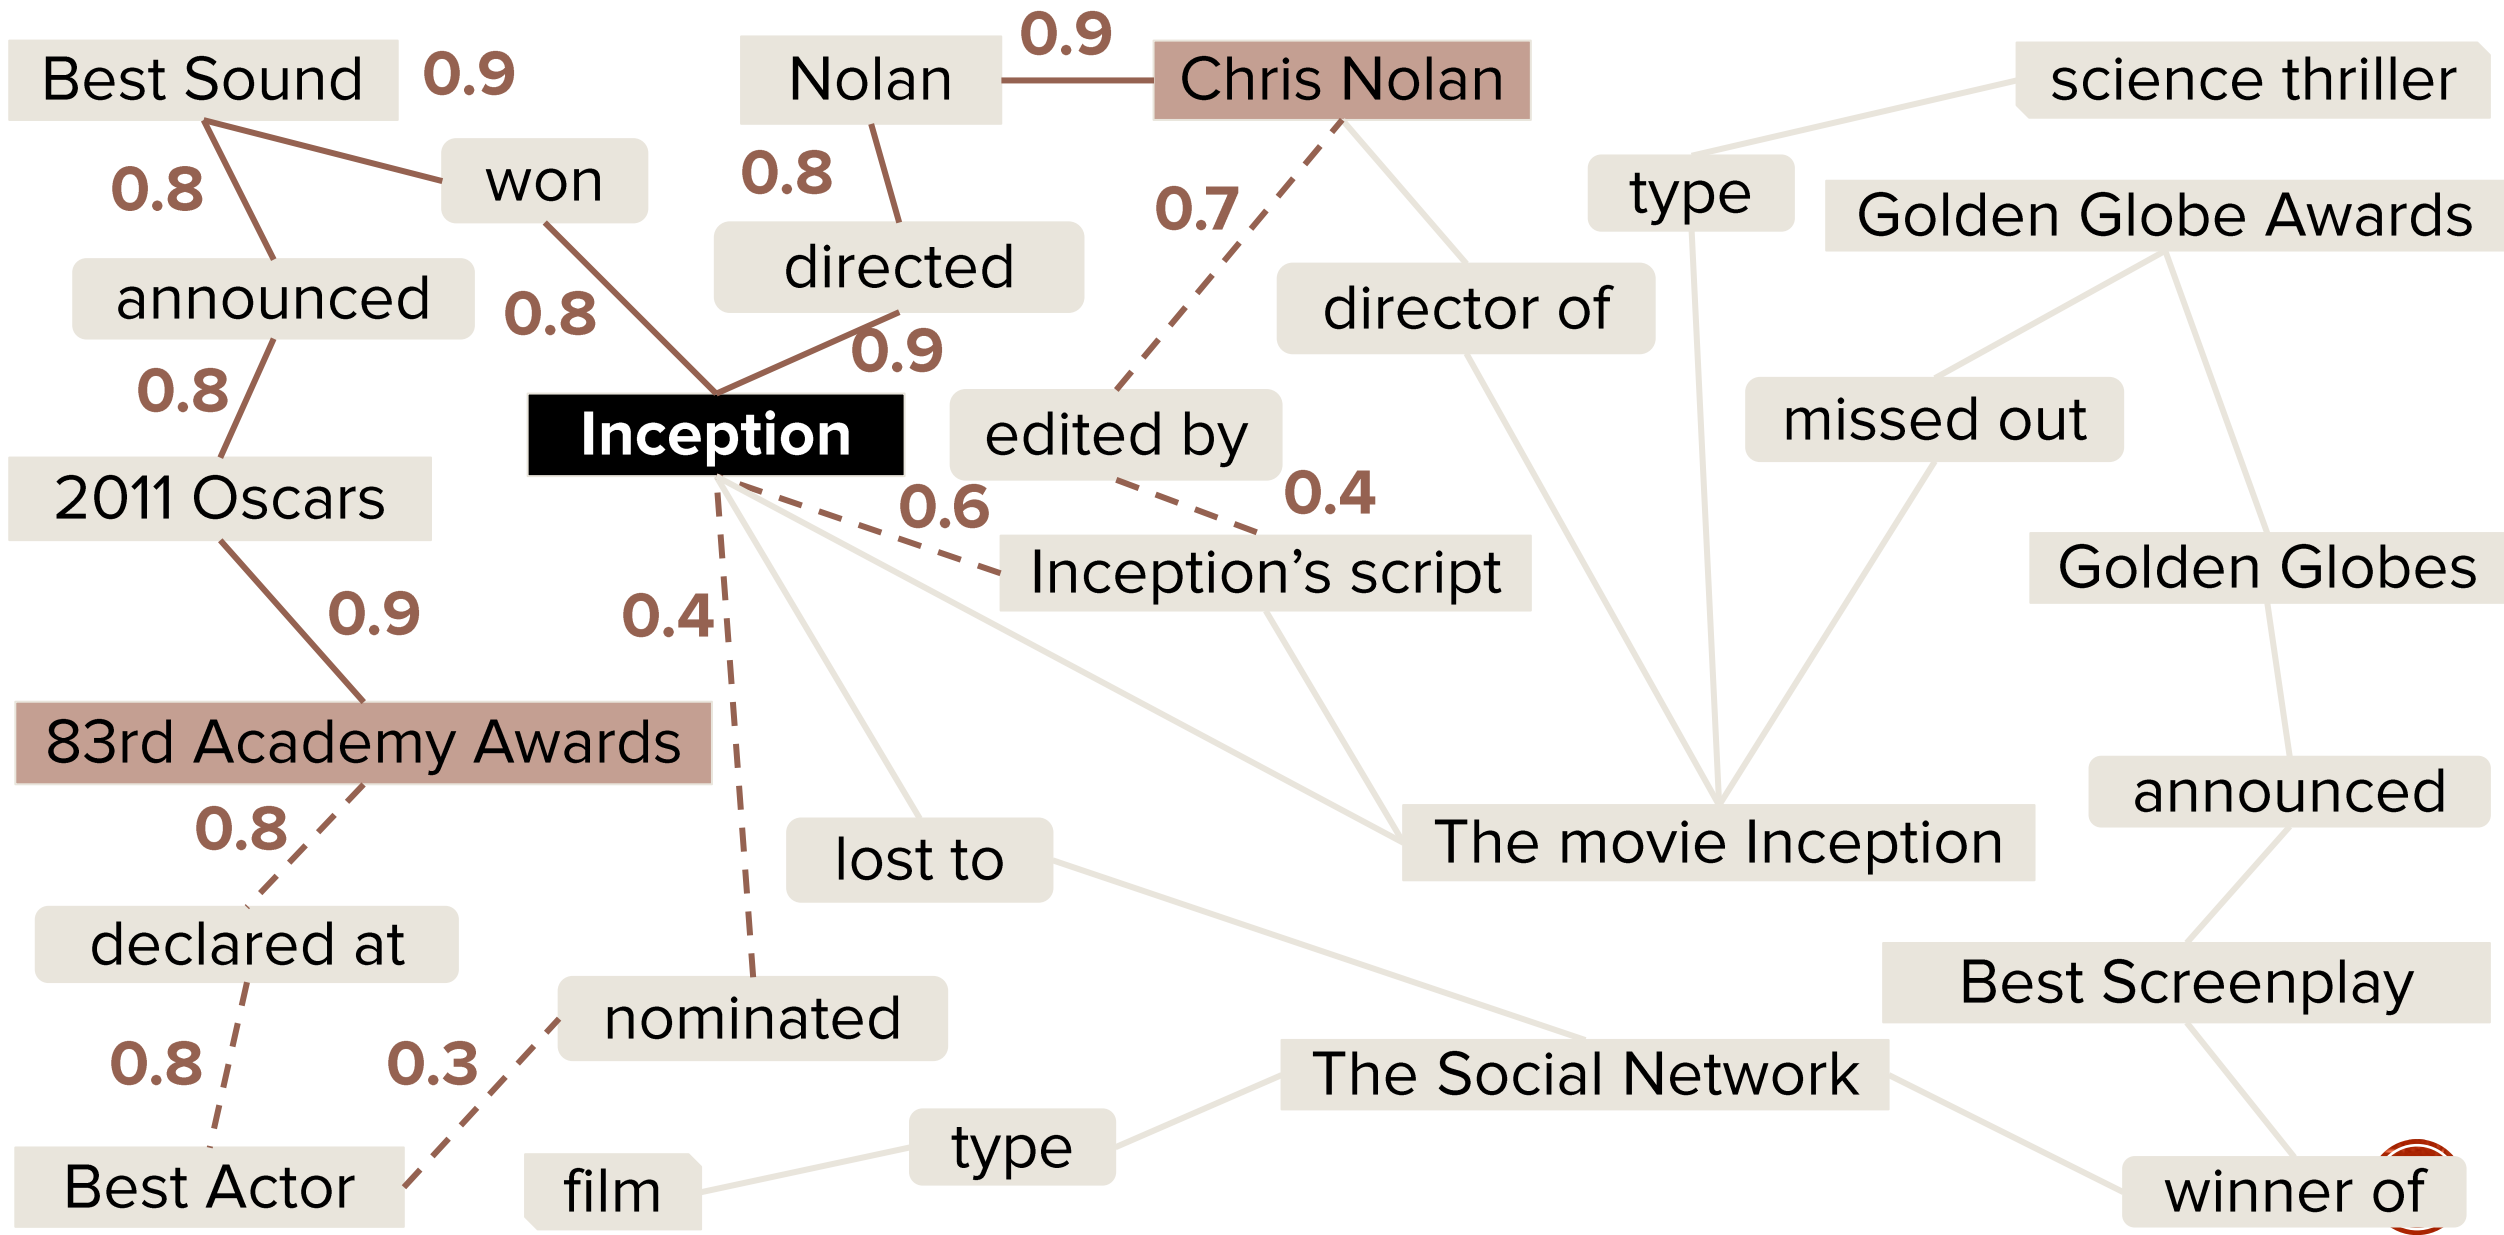 Best Sound
0.9
Nolan
0.9
Chris Nolan
science thriller
0.8
won
0.8
0.7
type
Golden Globe Awards
announced
0.8
directed
0.9
director of
0.8
Inception
edited by
missed out
2011 Oscars
0.6
0.4
Inception’s script
Golden Globes
0.9
0.4
83rd Academy Awards
0.8
lost to
The movie Inception
announced
declared at
Best Screenplay
0.8
0.3
nominated
The Social Network
Best Actor
film
type
winner of